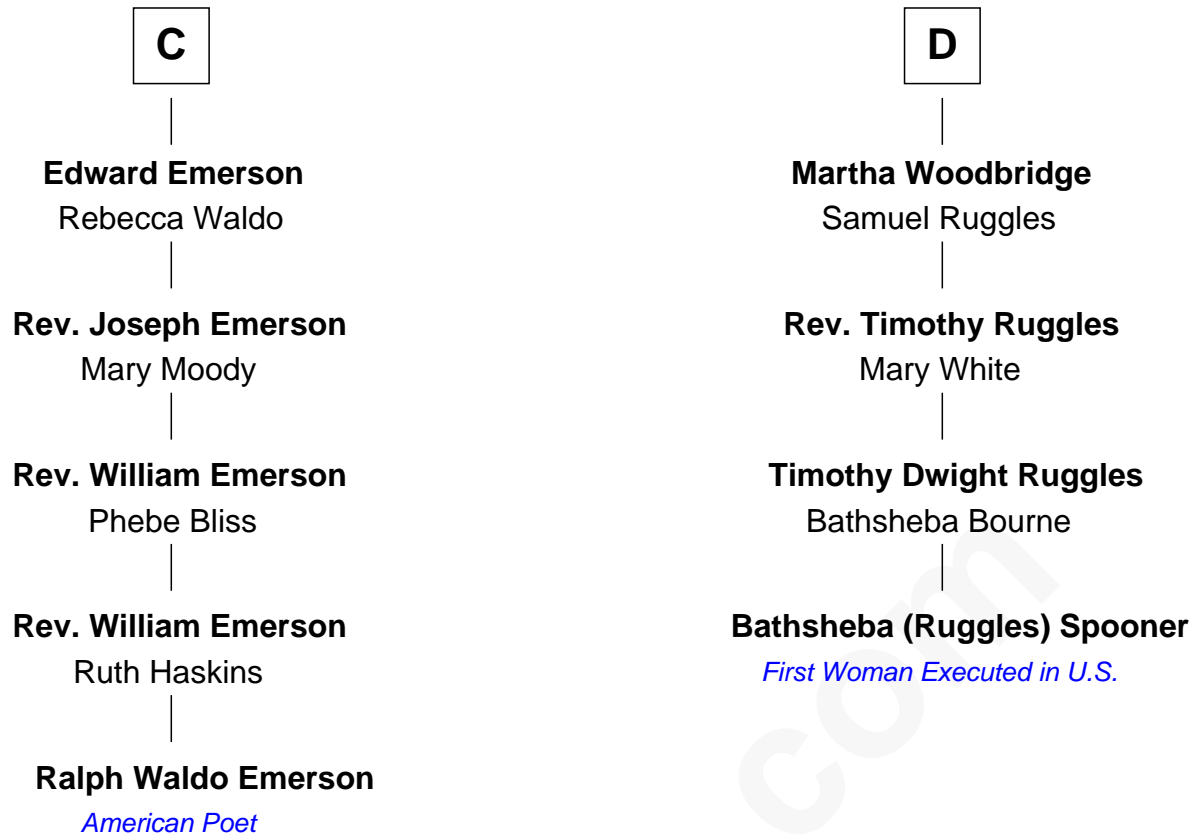 C
Edward Emerson
Rebecca Waldo
Rev. Joseph Emerson
Mary Moody
Rev. William Emerson
Phebe Bliss
Rev. William Emerson
Ruth Haskins
Ralph Waldo Emerson
American Poet
D
Martha Woodbridge
Samuel Ruggles
Rev. Timothy Ruggles
Mary White
Timothy Dwight Ruggles
Bathsheba Bourne
Bathsheba (Ruggles) Spooner
First Woman Executed in U.S.
com